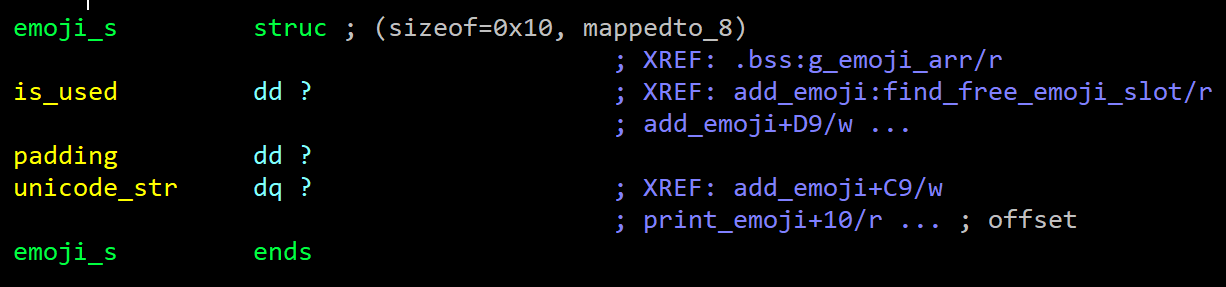 emoji_s struc ; (sizeof=0x10, mappedto_8)
; XREF: .bss:g_emoji_arr/r
is_used dd ? ; XREF: add_emoji:find_free_emoji_slot/r
; add_emoji+D9/w ...
padding dd ?
unicode_str dq ? ; XREF: add_emoji+C9/w
; print_emoji+10/r ... ; offset
emoji_s ends